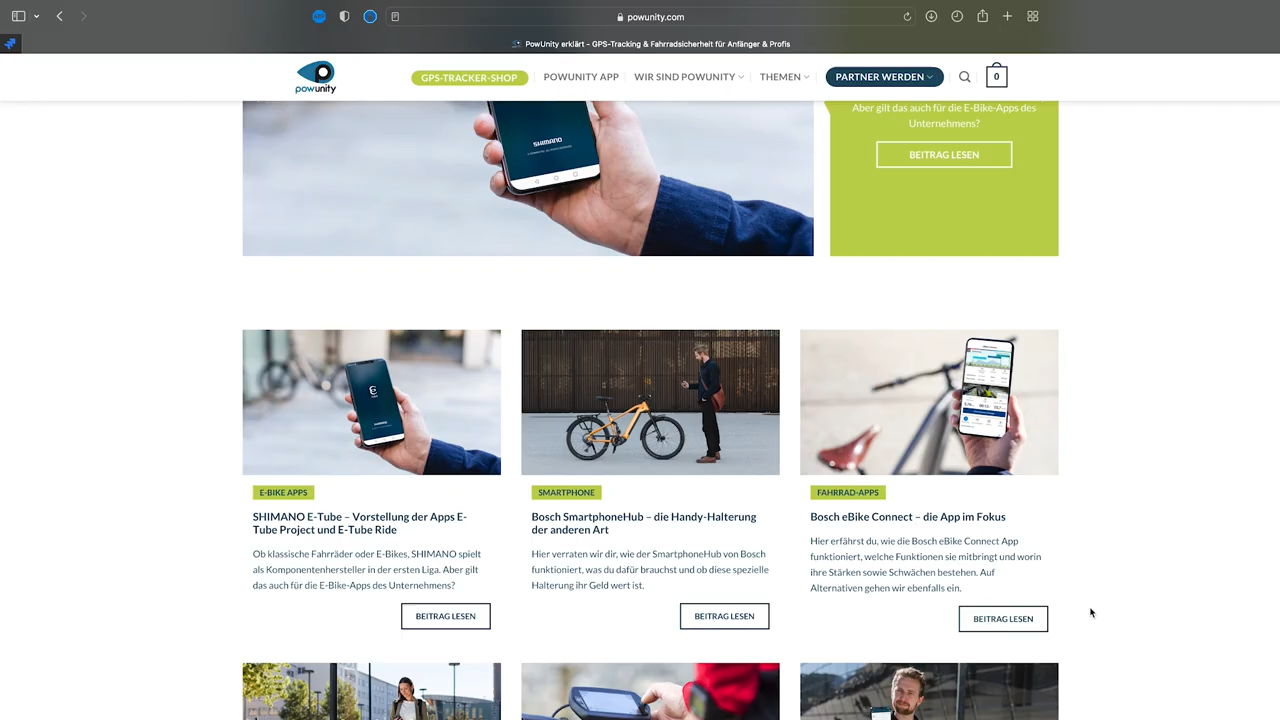 powunity.com
PowUnity erklärt - GPS-Tracking & Fahrradsicherheit für Anfänger & Profis
powunity
GPS-TRACKER-SHOP
POWUNITY APP
WIR SIND POWUNITY
THEMEN
PARTNER WERDEN
0
SHIMANO
Aber gilt das auch für die E-Bike-Apps des
Unternehmens?
BEITRAG LESEN
E-BIKE APPS
SHIMANO E-Tube – Vorstellung der Apps E-
Tube Project und E-Tube Ride
Ob klassische Fahrräder oder E-Bikes, SHIMANO spielt
als Komponentenhersteller in der ersten Liga. Aber gilt
das auch für die E-Bike-Apps des Unternehmens?
BEITRAG LESEN
SMARTPHONE
Bosch SmartphoneHub – die Handy-Halterung
der anderen Art
Hier verraten wir dir, wie der SmartphoneHub von Bosch
funktioniert, was du dafür brauchst und ob diese spezielle
Halterung ihr Geld wert ist.
BEITRAG LESEN
FAHRRAD-APPS
Bosch eBike Connect – die App im Fokus
Hier erfährst du, wie die Bosch eBike Connect App
funktioniert, welche Funktionen sie mitbringt und worin
ihre Stärken sowie Schwächen bestehen. Auf
Alternativen gehen wir ebenfalls ein.
BEITRAG LESEN